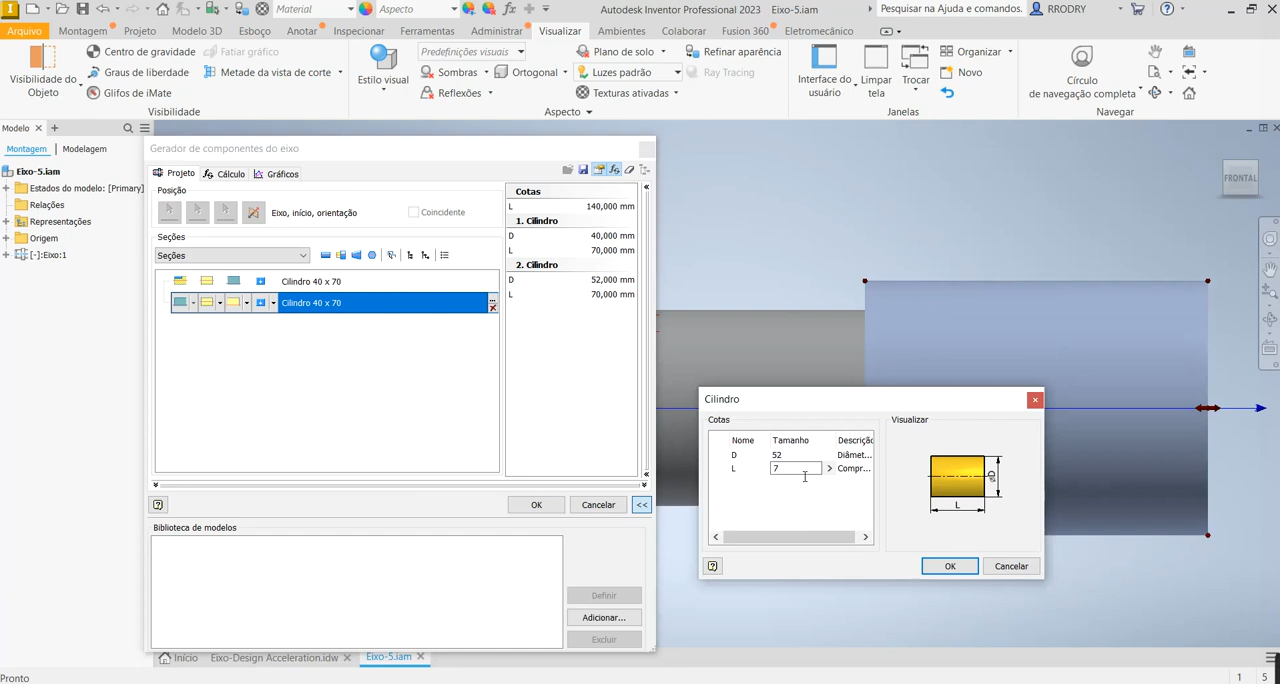 Material Aspecto Autodesk Inventor Professional 2023 Eixo-5.iam Pesquisar na Ajuda e comandos. RRODRY
Arquivo Montagem Projeto Modelo 3D Esboço Anotar Inspecionar Ferramentas Administrar Visualizar Ambientes Colaborar Fusion 360 Eletromecânico
Visibilidade do Objeto
Centro de gravidade
Graus de liberdade
Glifos de iMate
Fatiar gráfico
Metade da vista de corte
Visibilidade
Estilo visual
Predefinições visuais
Sombras
Reflexões
Ortogonal
Plano de solo
Luzes padrão
Texturas ativadas
Refinar aparência
Ray Tracing
Aspecto
Interface do usuário
Limpar tela
Trocar
Organizar
Novo
Janelas
Círculo de navegação completa
Navegar
Modelo
Montagem Modelagem
Eixo-5.iam
Estados do modelo: [Primary]
Relações
Representações
Origem
[-]:Eixo:1
Gerador de componentes do eixo
Projeto Cálculo Gráficos
Posição
Eixo, início, orientação Coincidente
Seções
Seções
Cilindro 40 x 70
Cilindro 40 x 70
Cotas
L 140,000 mm
1. Cilindro
D 40,000 mm
L 70,000 mm
2. Cilindro
D 52,000 mm
L 70,000 mm
OK Cancelar <<
Biblioteca de modelos
Definir
Adicionar...
Excluir
FRONTAL
Cilindro
Cotas
Nome Tamanho Descrição
D 52 Diâmet...
L 7 Compr...
Visualizar
øD
L
OK Cancelar
Início Eixo-Design Acceleration.idw Eixo-5.iam
Pronto 1 5